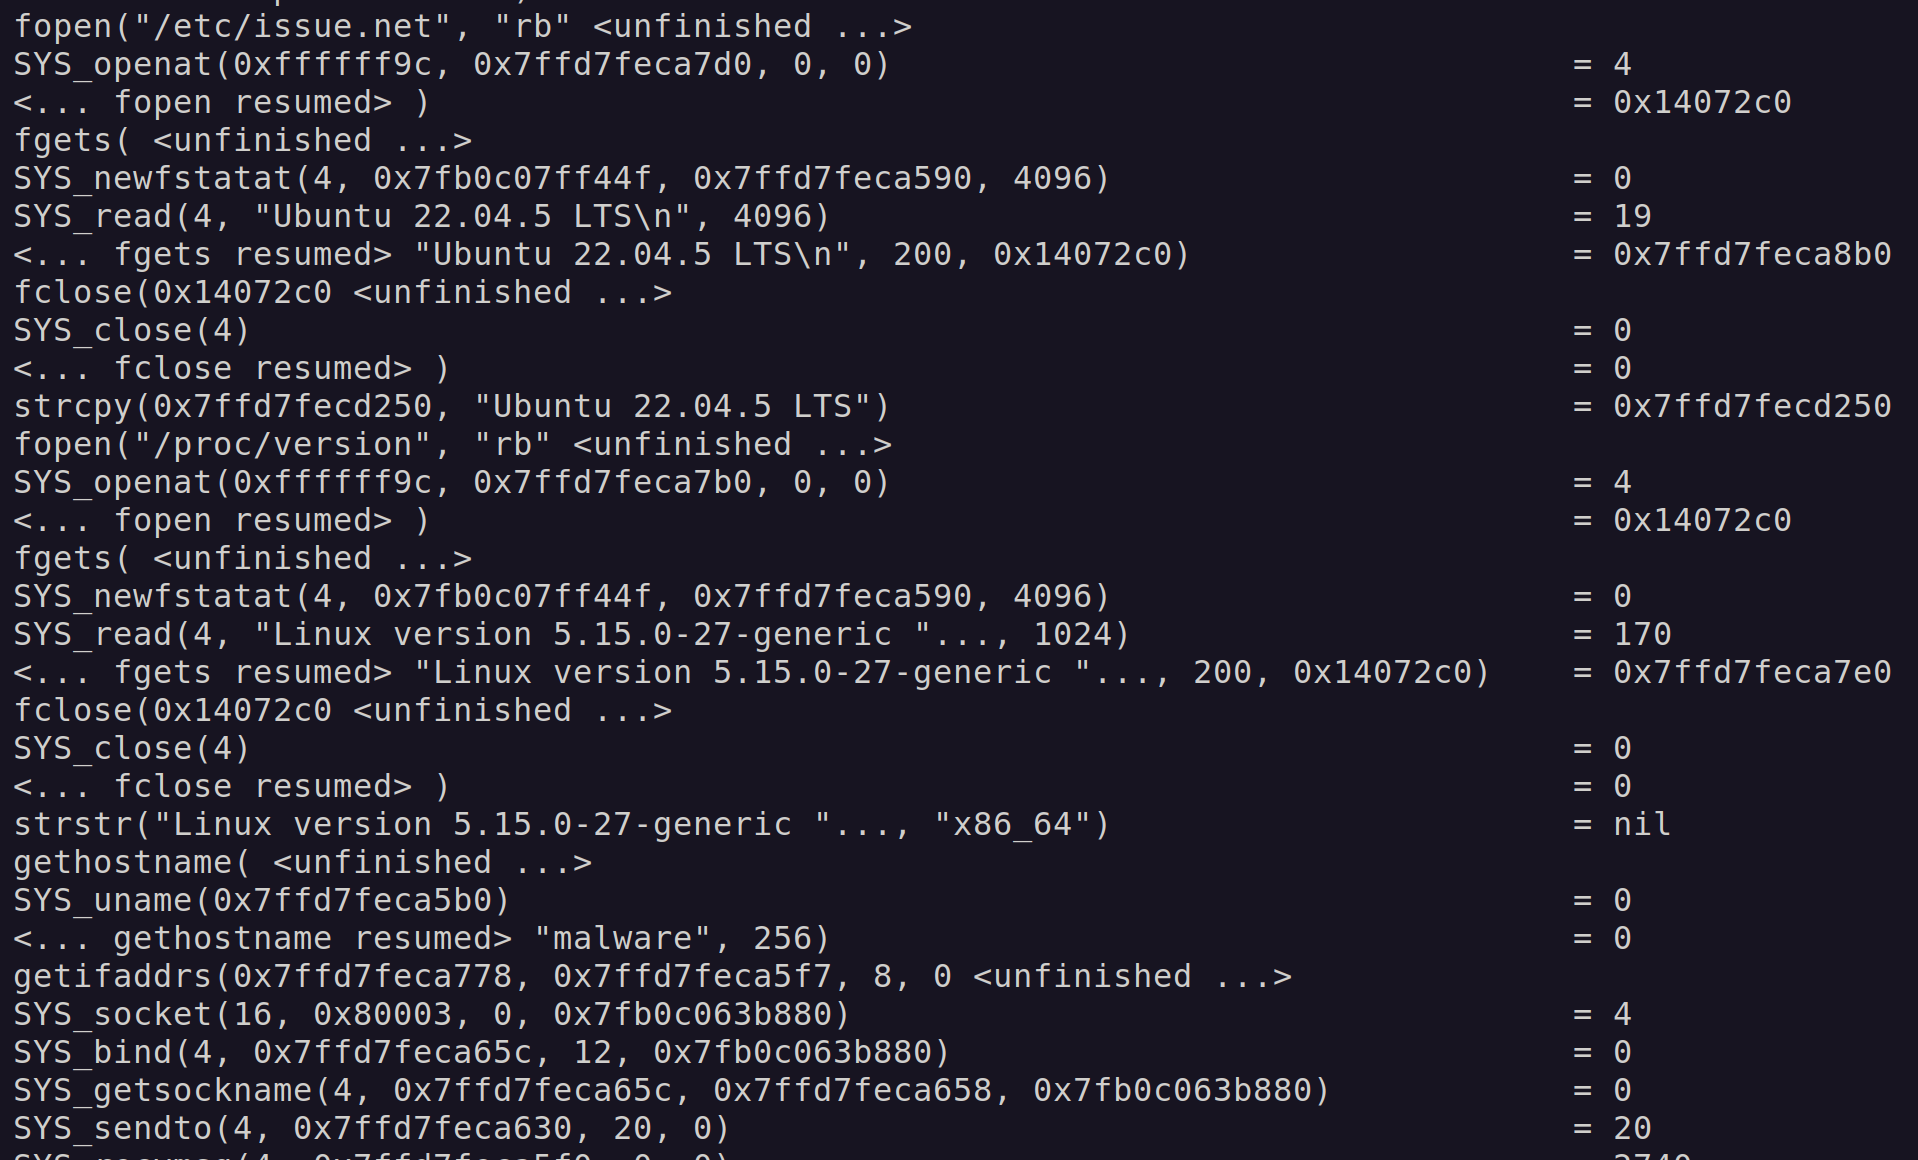 fopen("/etc/issue.net", "rb" <unfinished ...>
SYS_openat(0xffffff9c, 0x7ffd7feca7d0, 0, 0) = 4
<... fopen resumed> ) = 0x14072c0
fgets( <unfinished ...>
SYS_newfstatat(4, 0x7fb0c07ff44f, 0x7ffd7feca590, 4096) = 0
SYS_read(4, "Ubuntu 22.04.5 LTS\n", 4096) = 19
<... fgets resumed> "Ubuntu 22.04.5 LTS\n", 200, 0x14072c0) = 0x7ffd7feca8b0
fclose(0x14072c0 <unfinished ...>
SYS_close(4) = 0
<... fclose resumed> ) = 0
strcpy(0x7ffd7fecd250, "Ubuntu 22.04.5 LTS") = 0x7ffd7fecd250
fopen("/proc/version", "rb" <unfinished ...>
SYS_openat(0xffffff9c, 0x7ffd7feca7b0, 0, 0) = 4
<... fopen resumed> ) = 0x14072c0
fgets( <unfinished ...>
SYS_newfstatat(4, 0x7fb0c07ff44f, 0x7ffd7feca590, 4096) = 0
SYS_read(4, "Linux version 5.15.0-27-generic "..., 1024) = 170
<... fgets resumed> "Linux version 5.15.0-27-generic "..., 200, 0x14072c0) = 0x7ffd7feca7e0
fclose(0x14072c0 <unfinished ...>
SYS_close(4) = 0
<... fclose resumed> ) = 0
strstr("Linux version 5.15.0-27-generic "..., "x86_64") = nil
gethostname( <unfinished ...>
SYS_uname(0x7ffd7feca5b0) = 0
<... gethostname resumed> "malware", 256) = 0
getifaddrs(0x7ffd7feca778, 0x7ffd7feca5f7, 8, 0 <unfinished ...>
SYS_socket(16, 0x80003, 0, 0x7fb0c063b880) = 4
SYS_bind(4, 0x7ffd7feca65c, 12, 0x7fb0c063b880) = 0
SYS_getsockname(4, 0x7ffd7feca65c, 0x7ffd7feca658, 0x7fb0c063b880) = 0
SYS_sendto(4, 0x7ffd7feca630, 20, 0) = 20